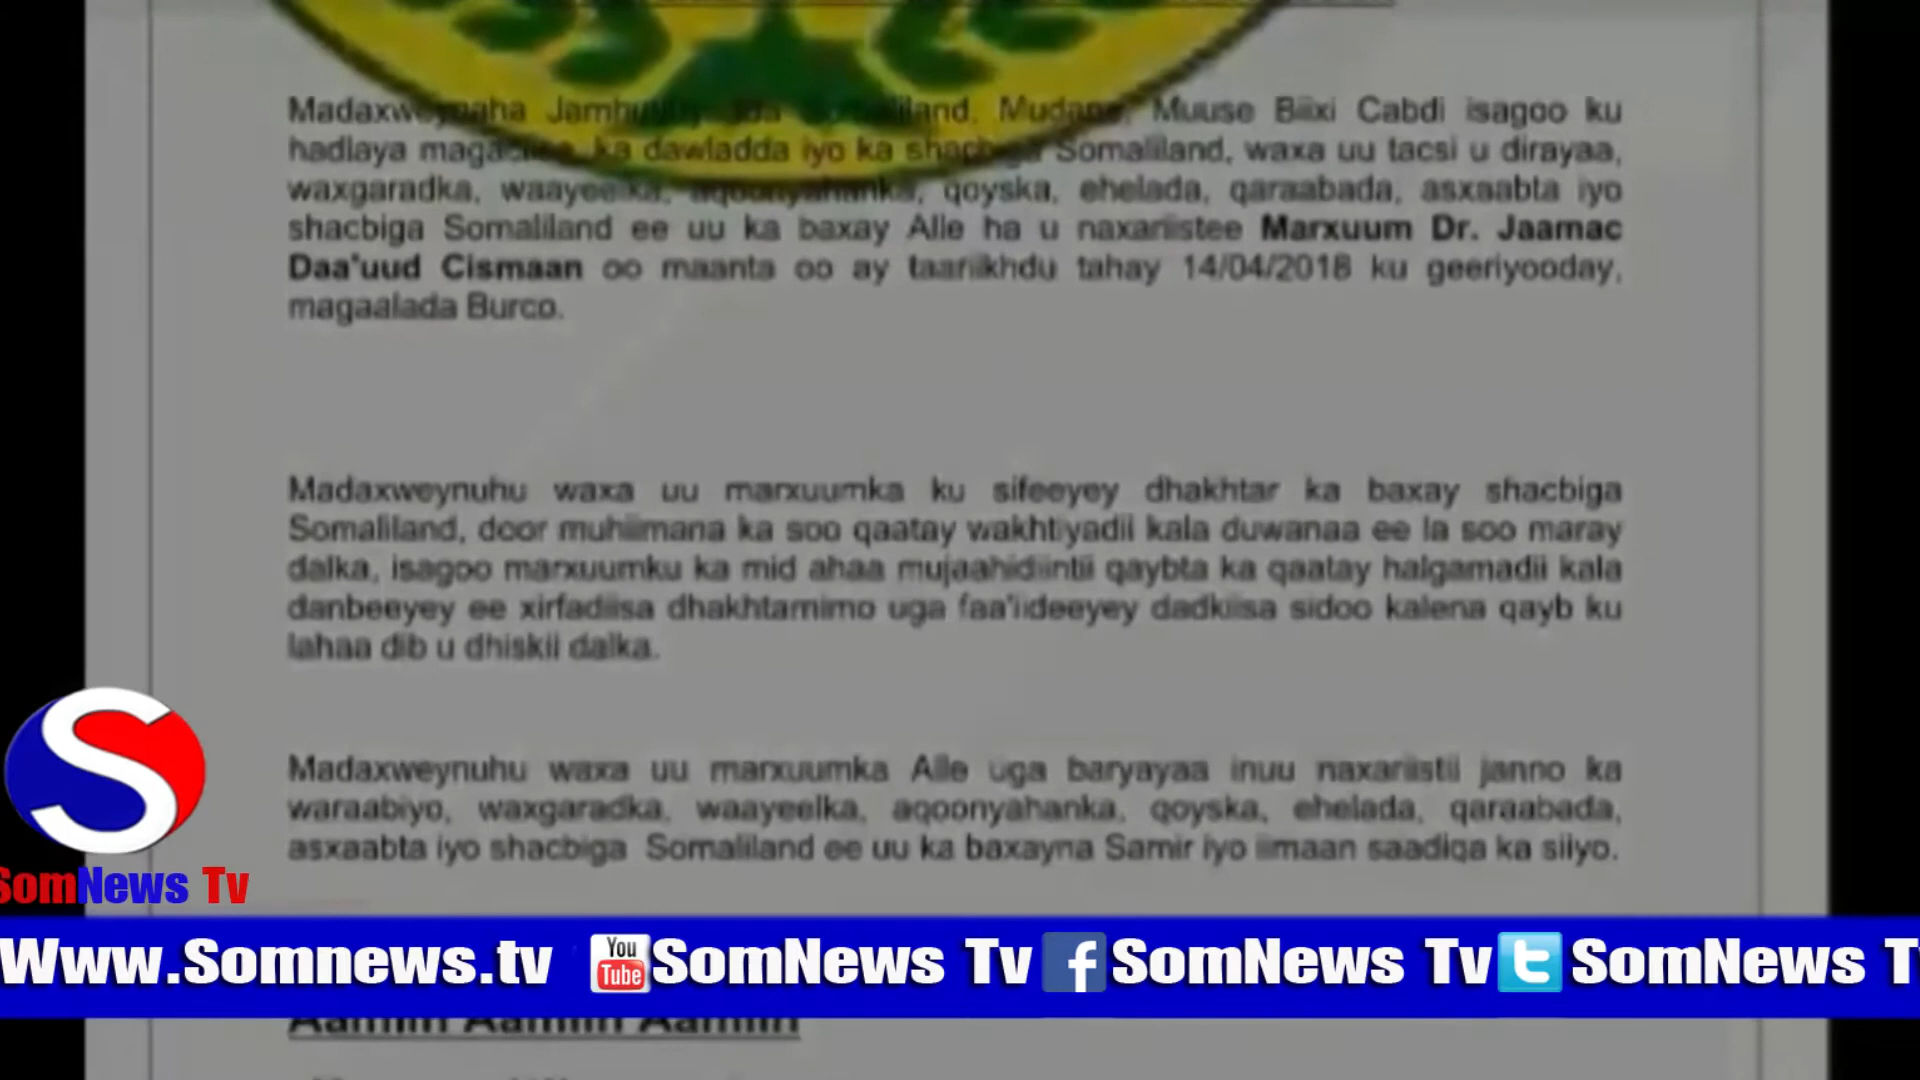 Madaxweynaha Jamhuuriyadda Somaliland, Mudane, Muuse Biixi Cabdi isagoo ku
hadlaya magaciisa, ka dawladda iyo ka shacbiga Somaliland, waxa uu tacsi u dirayaa,
waxgaradka, waayeelka, aqoonyahanka, qoyska, ehelada, qaraabada, asxaabta iyo
shacbiga Somaliland ee uu ka baxay Alle ha u naxariistee Marxuum Dr. Jaamac
Daa'uud Cismaan oo maanta oo ay taariikhdu tahay 14/04/2018 ku geeriyooday,
magaalada Burco.
Madaxweynuhu waxa uu marxuumka ku sifeeyey dhakhtar ka baxay shacbiga
Somaliland, door muhiimana ka soo qaatay wakhtiyadii kala duwanaa ee la soo maray
dalka, isagoo marxuumku ka mid ahaa mujaahidiintii qaybta ka qaatay halgamadii kala
danbeeyey ee xirfadiisa dhakhtarnimo uga faa'iideeyey dadkiisa sidoo kalena qayb ku
lahaa dib u dhiskii dalka.
Madaxweynuhu waxa uu marxuumka Alle uga baryayaa inuu naxariistii janno ka
waraabiyo, waxgaradka, waayeelka, aqoonyahanka, qoyska, ehelada, qaraabada,
asxaabta iyo shacbiga Somaliland ee uu ka baxayna Samir iyo iimaan saadiqa ka siiyo.
S
SomNews Tv
Www.Somnews.tv You Tube SomNews Tv f SomNews Tv t SomNews T
Aamiin Aamiin Aamiin